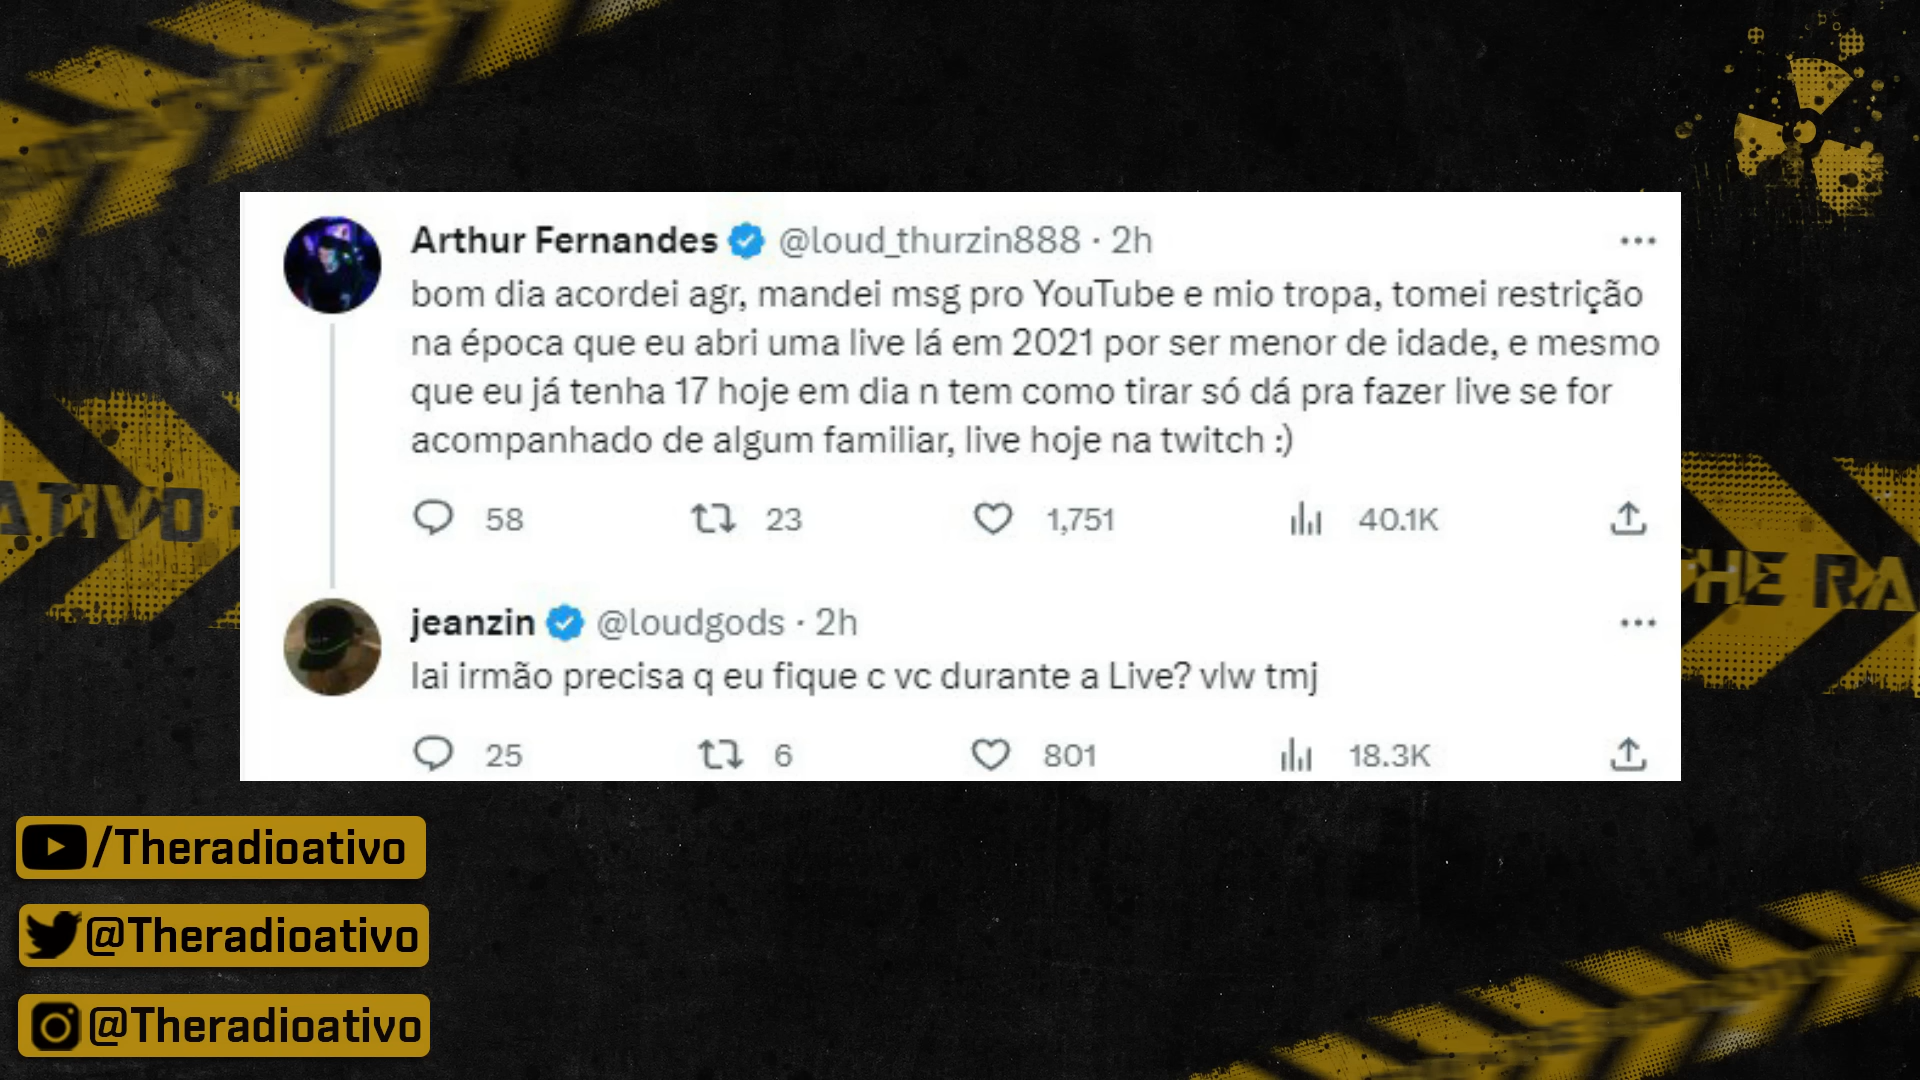 Arthur Fernandes @loud_thurzin888 · 2h
bom dia acordei agr, mandei msg pro YouTube e mio tropa, tomei restrição
na época que eu abri uma live lá em 2021 por ser menor de idade, e mesmo
que eu já tenha 17 hoje em dia n tem como tirar só dá pra fazer live se for
acompanhado de algum familiar, live hoje na twitch :)
58 23 1,751 40.1K
jeanzin @loudgods · 2h
Iai irmão precisa q eu fique c vc durante a Live? vlw tmj
25 6 801 18.3K
ATIVO
HE RA
/Theradioativo
@Theradioativo
@Theradioativo